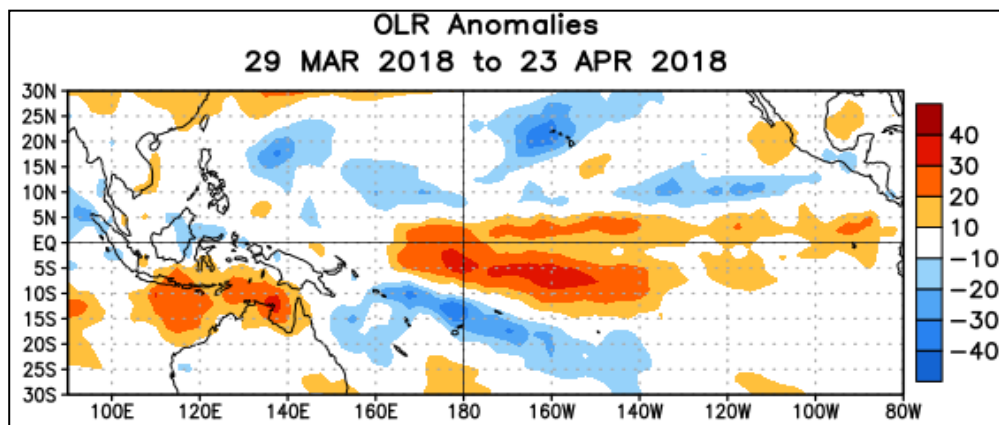 OLR Anomalies
29 MAR 2018 to 23 APR 2018
30N
25N
20N
15N
10N
5N
EQ
5S
10S
15S
20S
25S
30S
100E 120E 140E 160E 180 160W 140W 120W 100W 80W
40
30
20
10
−10
−20
−30
−40